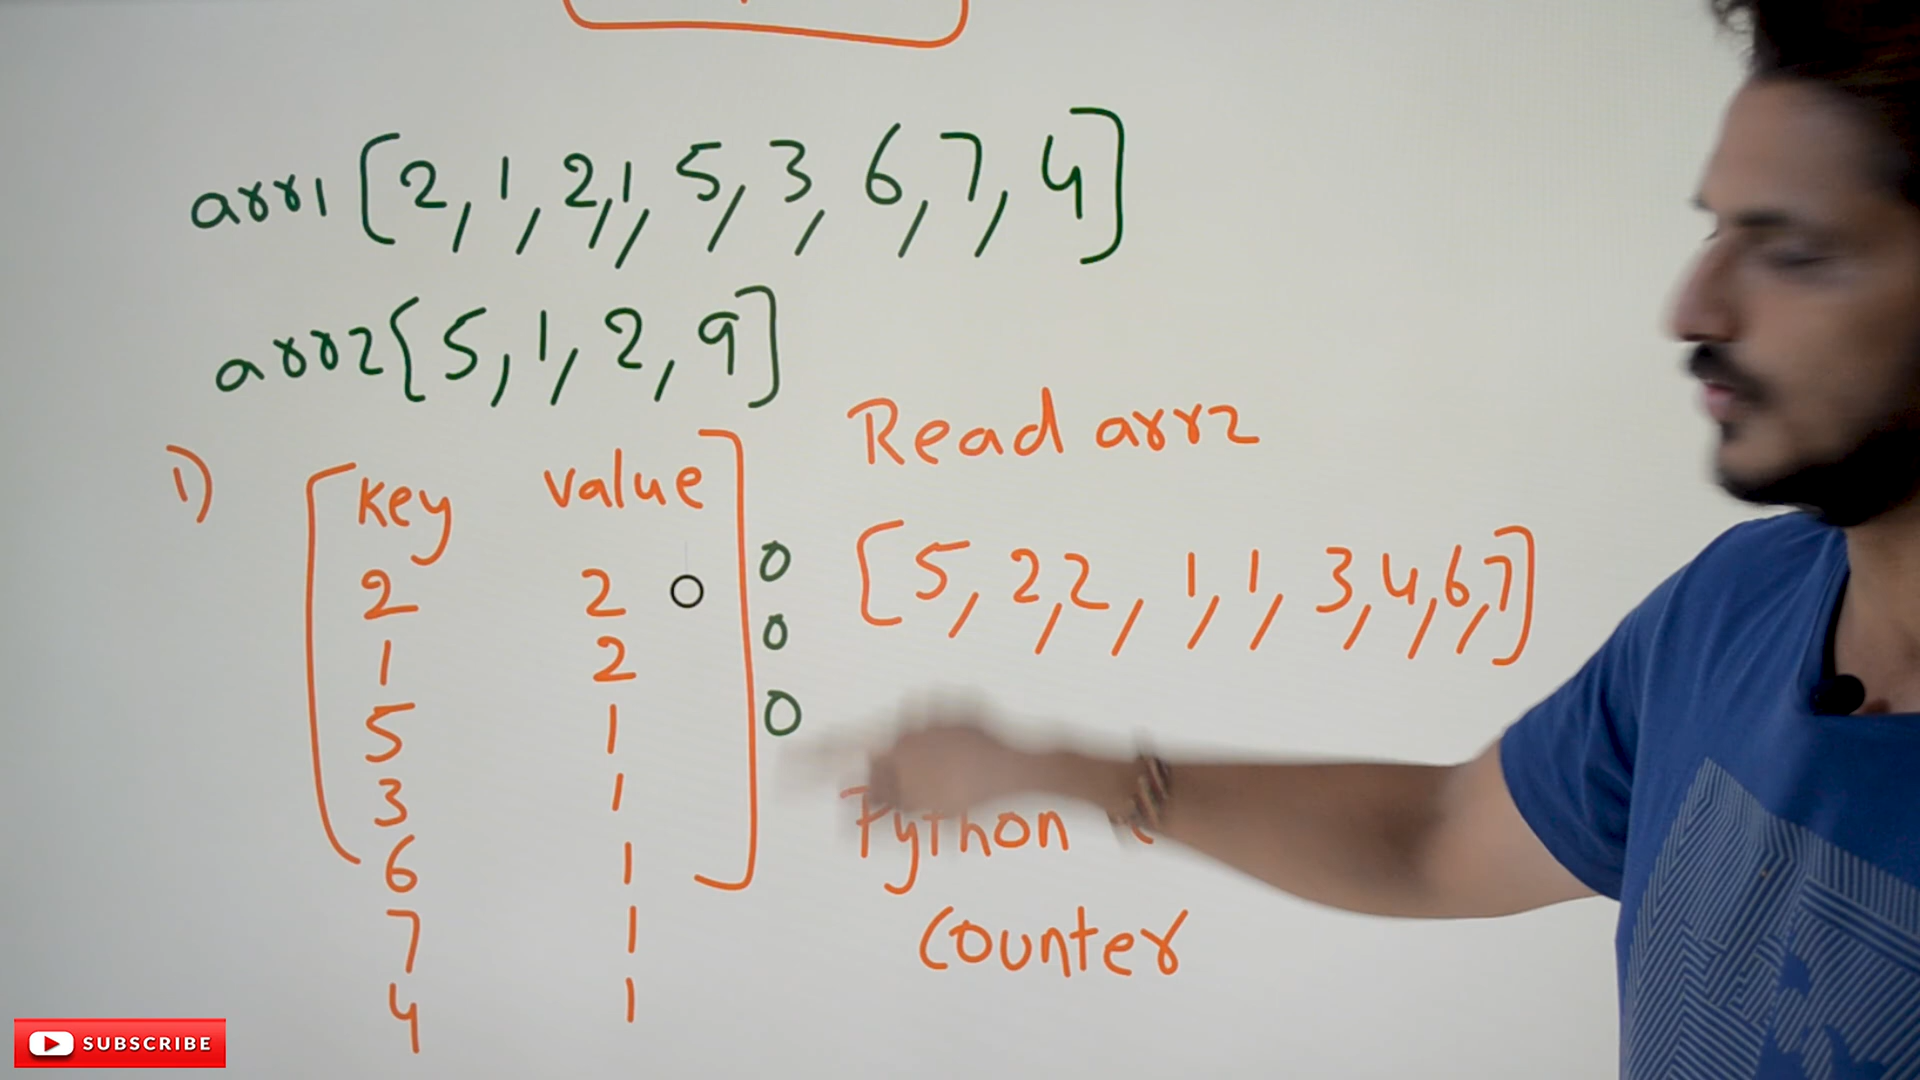 arr1 [2, 1, 2, 1, 5, 3, 6, 7, 4]
arr2 [5, 1, 2, 9]
Read arr2
1)
key value
2 2 0
1 2 0
5 1 0
3 1
6 1
7 1
4 1
[5, 2, 2, 1, 1, 3, 4, 6, 7]
Python
Counter
SUBSCRIBE